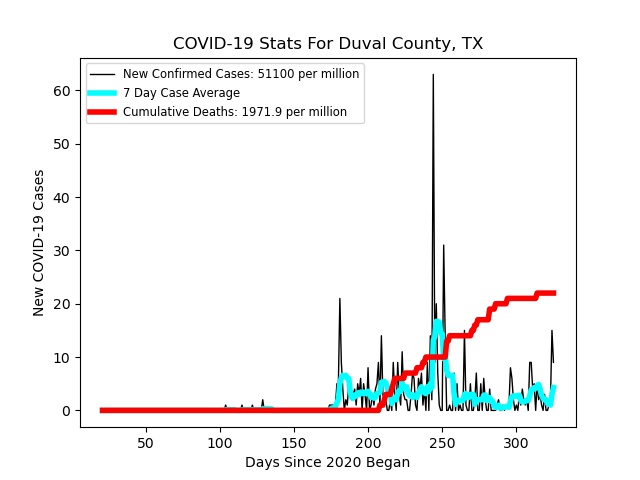 COVID-19 Stats For Duval County, TX
New Confirmed Cases: 51100 per million
7 Day Case Average
Cumulative Deaths: 1971.9 per million
New COVID-19 Cases
60
50
40
30
20
10
0
50
100
150
200
250
300
Days Since 2020 Began